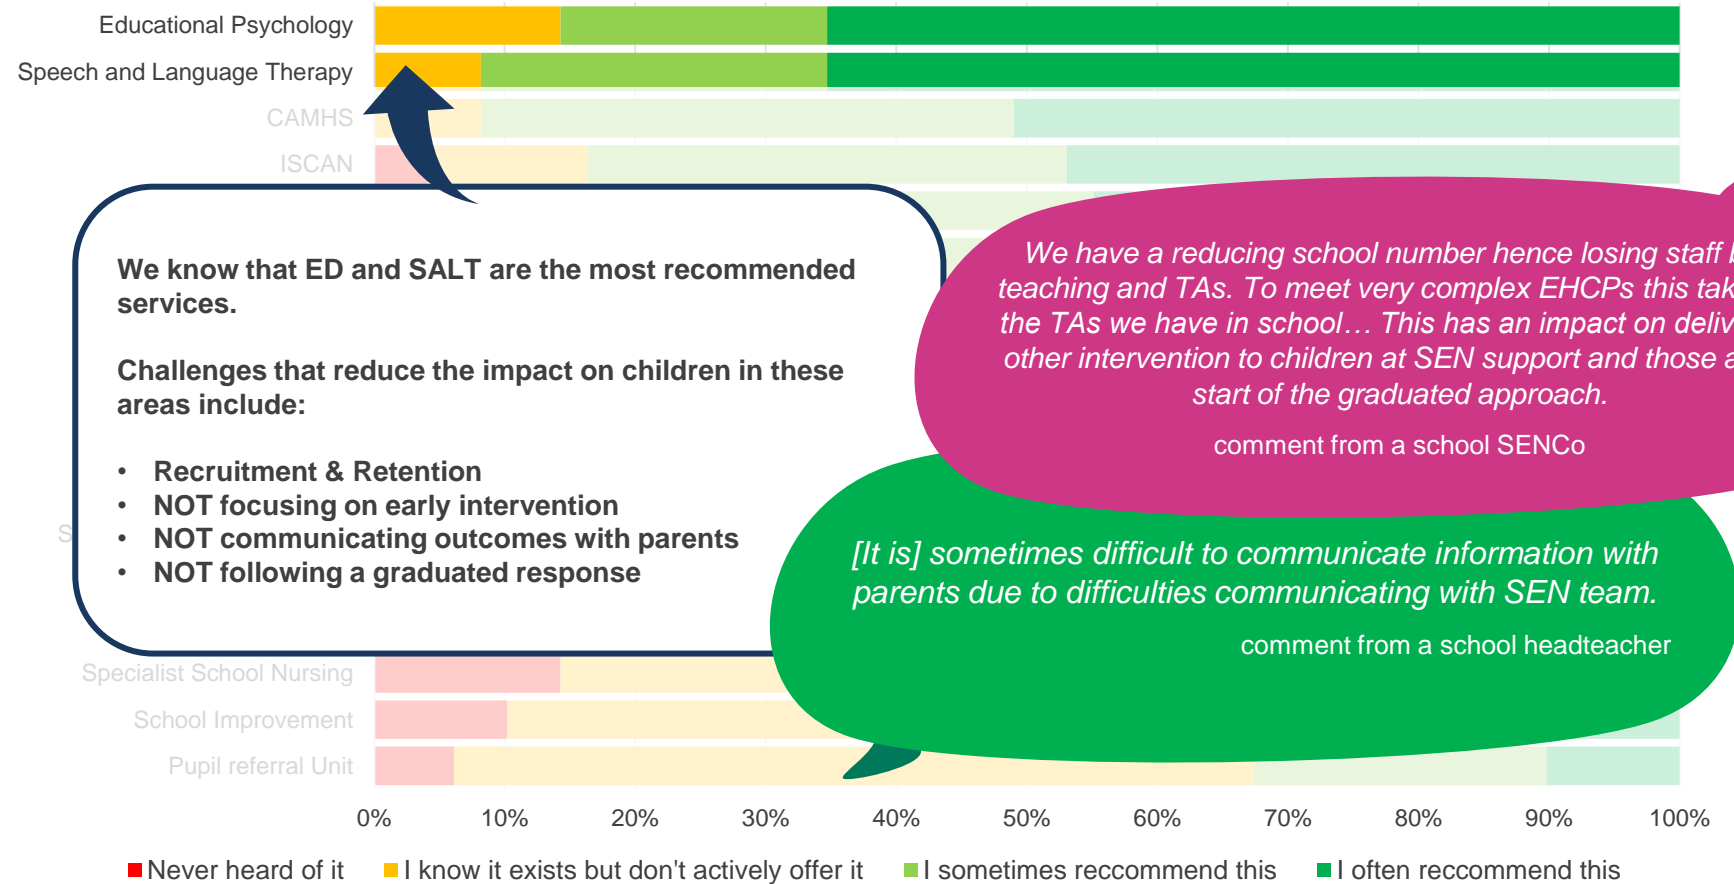 Educational Psychology
Speech and Language Therapy
CAMHS
ISCAN
We know that ED and SALT are the most recommended
services.
Challenges that reduce the impact on children in these
areas include:
• Recruitment & Retention
• NOT focusing on early intervention
• NOT communicating outcomes with parents
• NOT following a graduated response
We have a reducing school number hence losing staff
teaching and TAs. To meet very complex EHCPs this
the TAs we have in school… This has an impact on
other intervention to children at SEN support and those
start of the graduated approach.
comment from a school SENCo
[It is] sometimes difficult to communicate information with
parents due to difficulties communicating with SEN team.
comment from a school headteacher
Specialist School Nursing
School Improvement
Pupil referral Unit
0% 10% 20% 30% 40% 50% 60% 70% 80% 90% 100%
Never heard of it I know it exists but don't actively offer it I sometimes reccommend this I often reccommend this